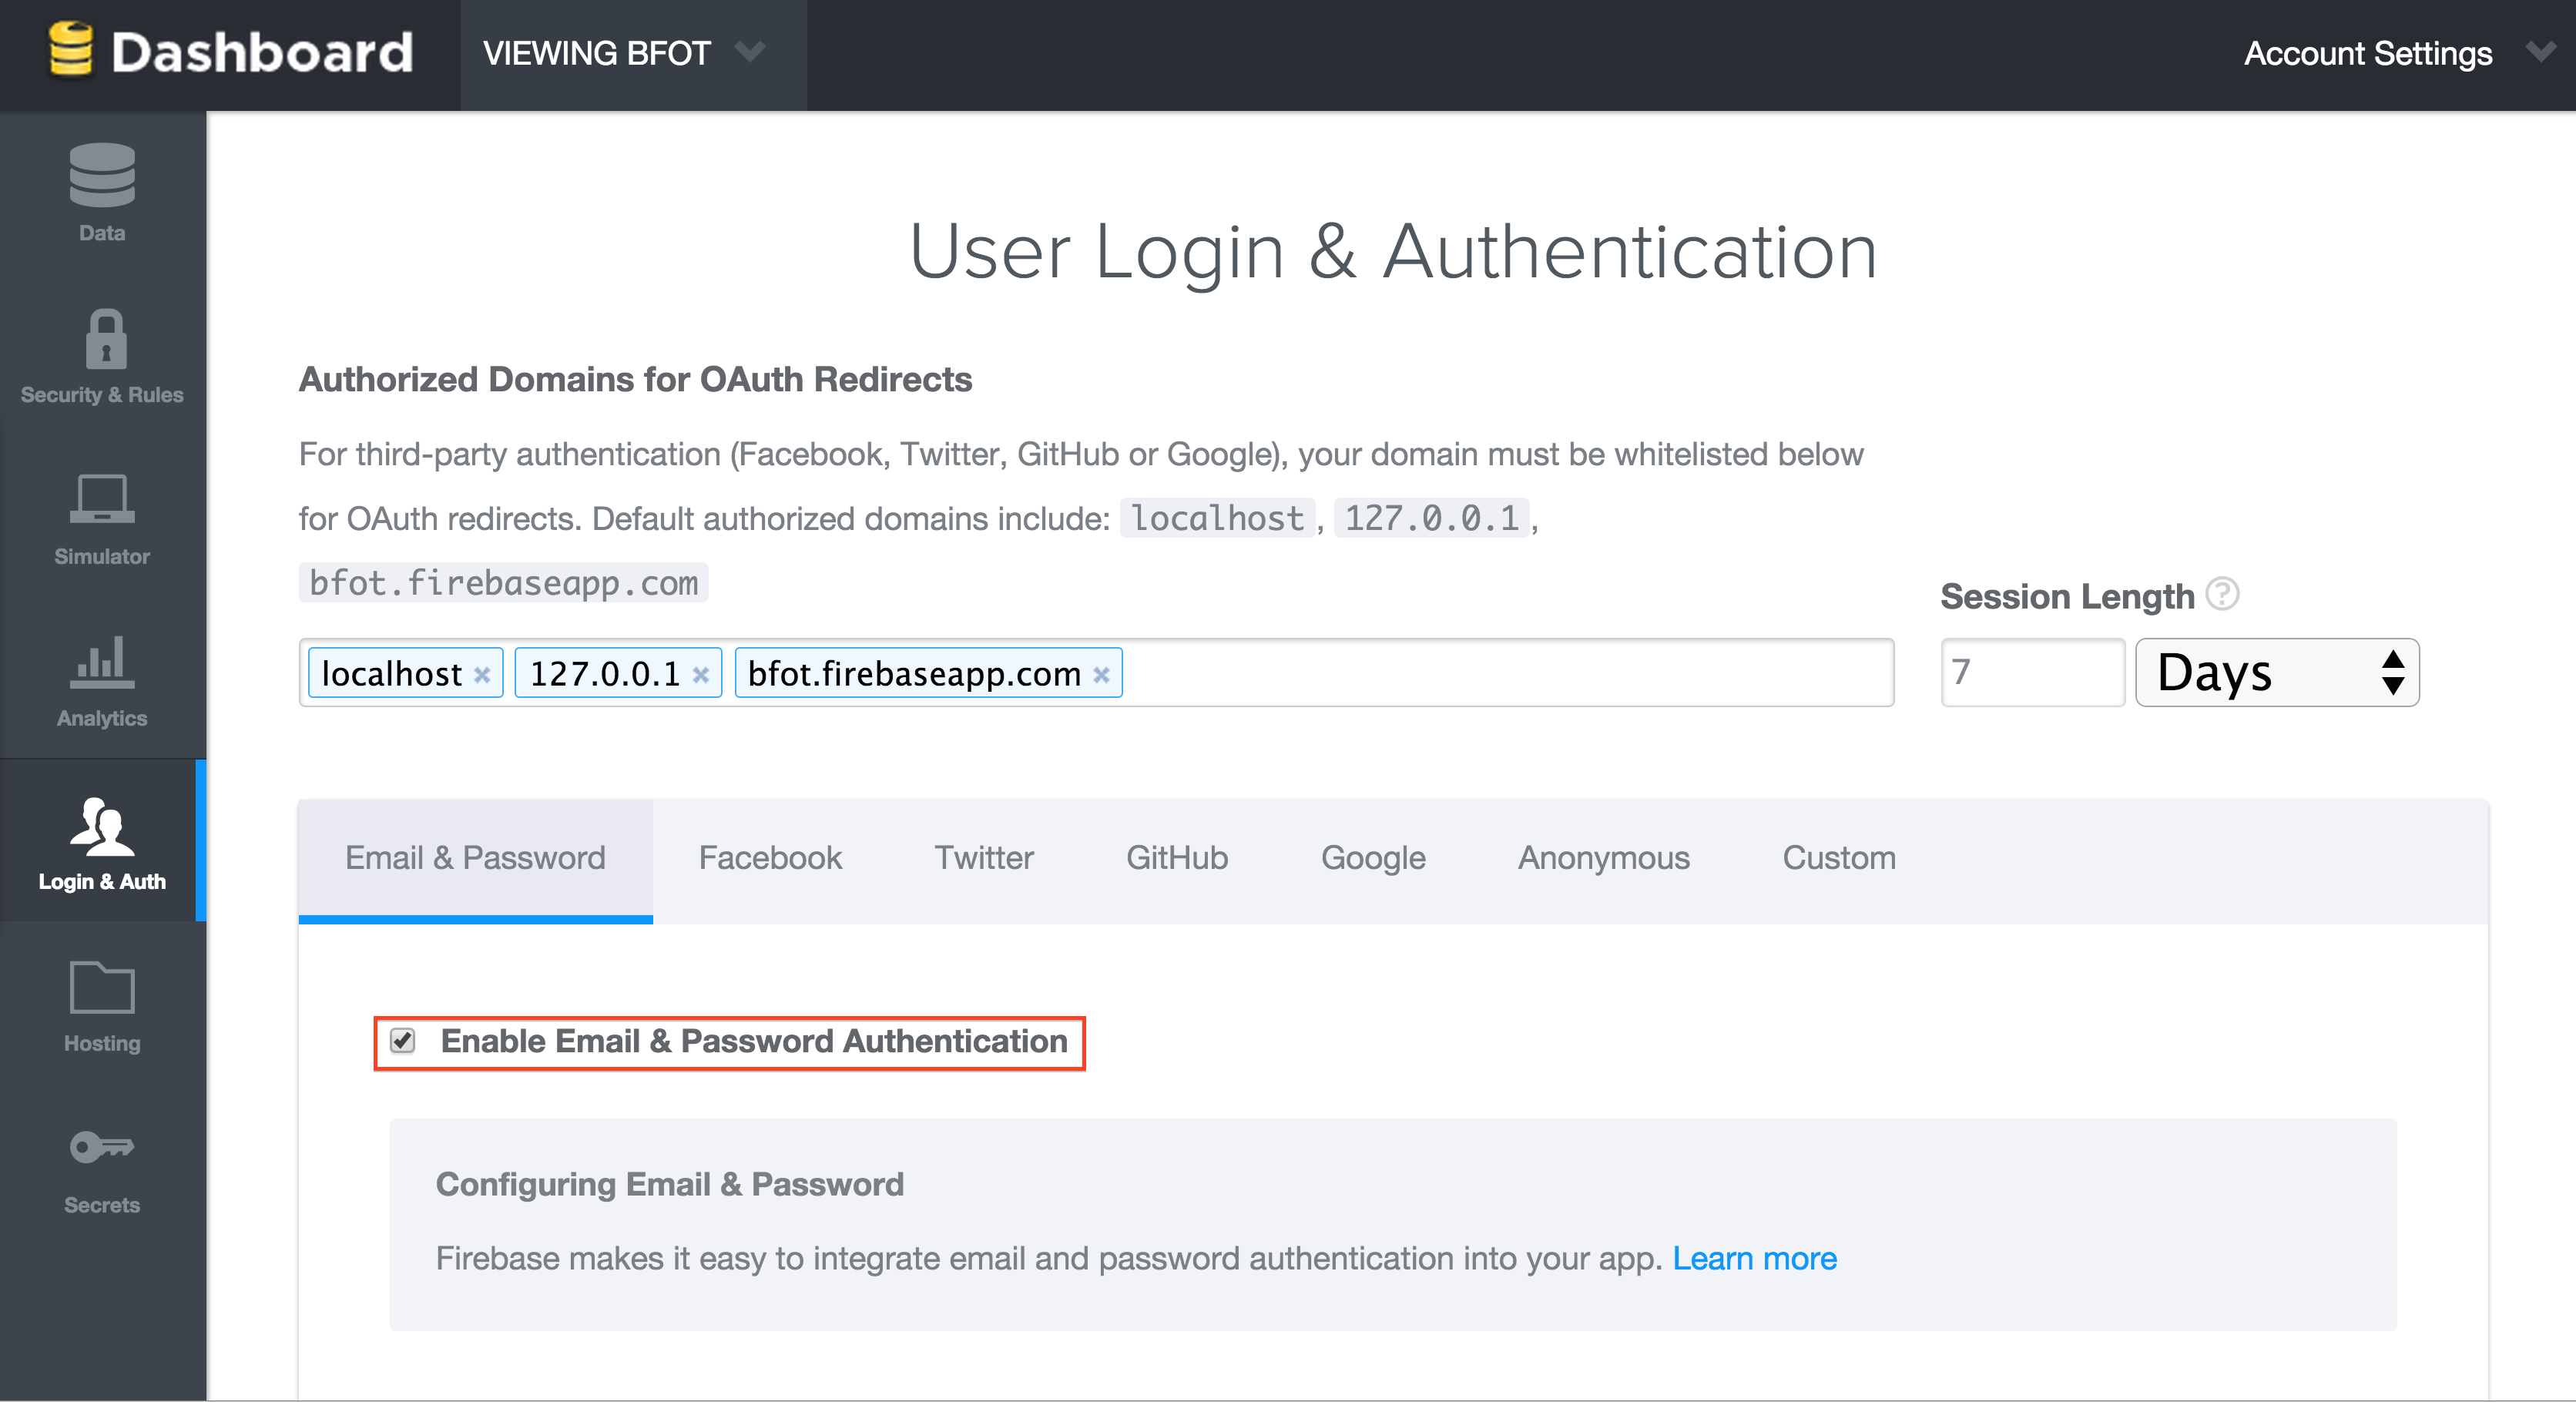 Dashboard
VIEWING BFOT
Account Settings
Data
Security & Rules
Simulator
Analytics
Login & Auth
Hosting
Secrets
User Login & Authentication
Authorized Domains for OAuth Redirects
For third-party authentication (Facebook, Twitter, GitHub or Google), your domain must be whitelisted below
for OAuth redirects. Default authorized domains include: localhost, 127.0.0.1,
bfot.firebaseapp.com
Session Length ?
localhost × 127.0.0.1 × bfot.firebaseapp.com ×
7 Days
Email & Password Facebook Twitter GitHub Google Anonymous Custom
Enable Email & Password Authentication
Configuring Email & Password
Firebase makes it easy to integrate email and password authentication into your app. Learn more